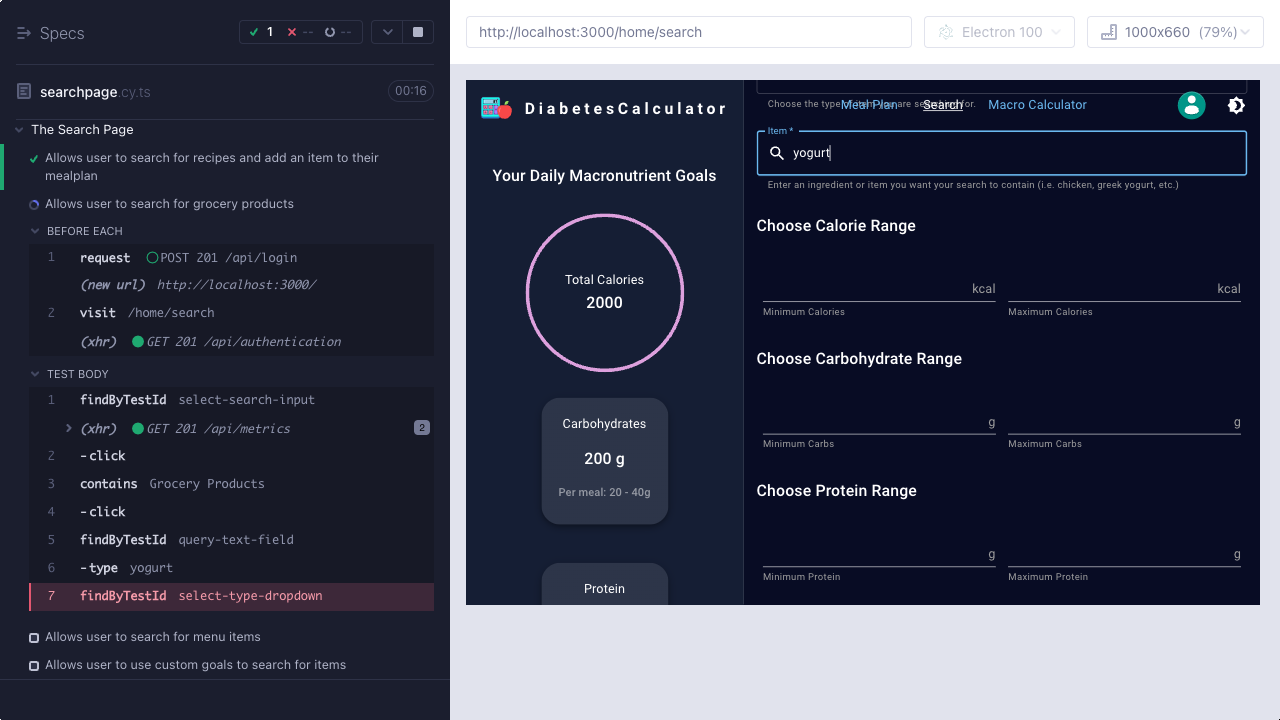 Specs
1
--
--
searchpage.cy.ts
00:16
The Search Page
Allows user to search for recipes and add an item to their
mealplan
Allows user to search for grocery products
BEFORE EACH
1 request POST 201 /api/login
(new url) http://localhost:3000/
2 visit /home/search
(xhr) GET 201 /api/authentication
TEST BODY
1 findByTestId select-search-input
(xhr) GET 201 /api/metrics 2
2 -click
3 contains Grocery Products
4 -click
5 findByTestId query-text-field
6 -type yogurt
7 findByTestId select-type-dropdown
Allows user to search for menu items
Allows user to use custom goals to search for items
http://localhost:3000/home/search
Electron 100
1000x660 (79%)
DiabetesCalculator
Choose the type of item you are searching for.
Meal Plan
Search
Macro Calculator
Your Daily Macronutrient Goals
Total Calories
2000
Carbohydrates
200 g
Per meal: 20 - 40g
Protein
Item *
yogurt
Enter an ingredient or item you want your search to contain (i.e. chicken, greek yogurt, etc.)
Choose Calorie Range
kcal kcal
Minimum Calories Maximum Calories
Choose Carbohydrate Range
g g
Minimum Carbs Maximum Carbs
Choose Protein Range
g g
Minimum Protein Maximum Protein